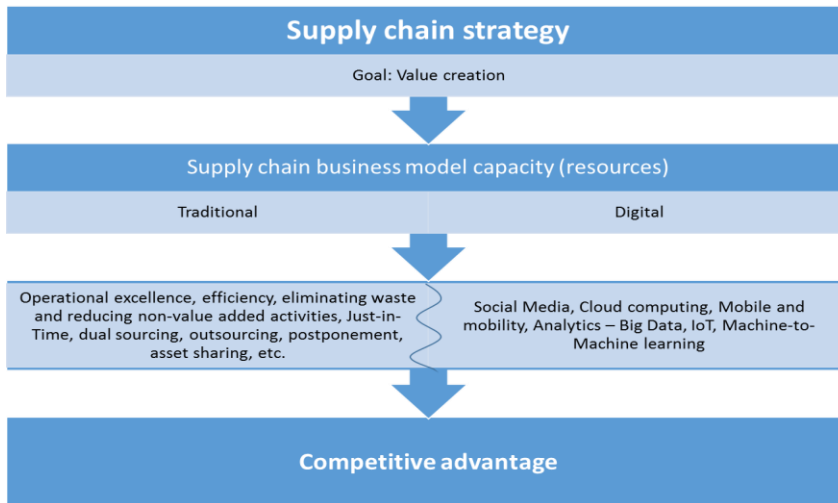 Supply chain strategy
Goal: Value creation
Supply chain business model capacity (resources)
Traditional
Digital
Operational excellence, efficiency, eliminating waste
and reducing non-value added activities, Just-in-
Time, dual sourcing, outsourcing, postponement,
asset sharing, etc.
Social Media, Cloud computing, Mobile and
mobility, Analytics – Big Data, IoT, Machine-to-
Machine learning
Competitive advantage